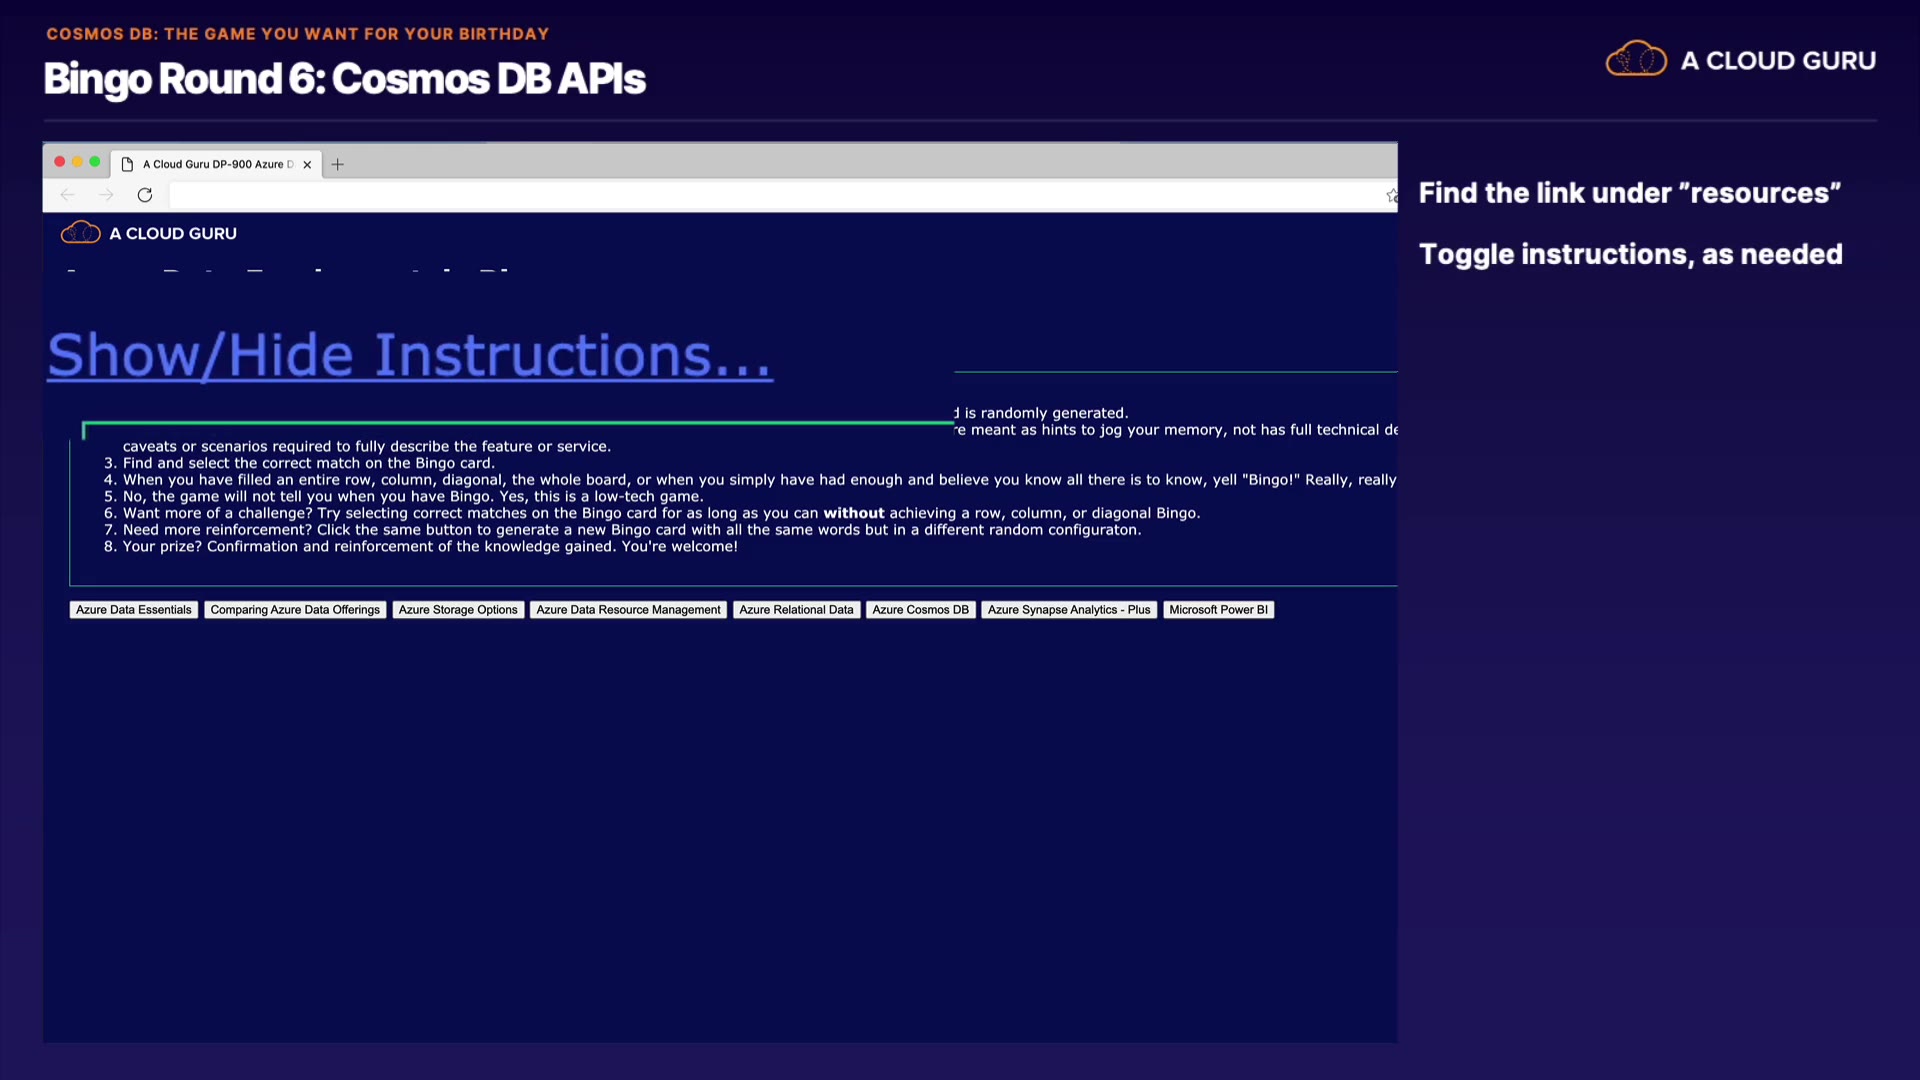 COSMOS DB: THE GAME YOU WANT FOR YOUR BIRTHDAY
Bingo Round 6: Cosmos DB APIs
A CLOUD GURU
A Cloud Guru DP-900 Azure D
A CLOUD GURU
Show/Hide Instructions...
is randomly generated.
re meant as hints to jog your memory, not has full technical de
caveats or scenarios required to fully describe the feature or service.
3. Find and select the correct match on the Bingo card.
4. When you have filled an entire row, column, diagonal, the whole board, or when you simply have had enough and believe you know all there is to know, yell "Bingo!" Really, really
5. No, the game will not tell you when you have Bingo. Yes, this is a low-tech game.
6. Want more of a challenge? Try selecting correct matches on the Bingo card for as long as you can without achieving a row, column, or diagonal Bingo.
7. Need more reinforcement? Click the same button to generate a new Bingo card with all the same words but in a different random configuraton.
8. Your prize? Confirmation and reinforcement of the knowledge gained. You're welcome!
Azure Data Essentials Comparing Azure Data Offerings Azure Storage Options Azure Data Resource Management Azure Relational Data Azure Cosmos DB Azure Synapse Analytics - Plus Microsoft Power BI
Find the link under "resources"
Toggle instructions, as needed